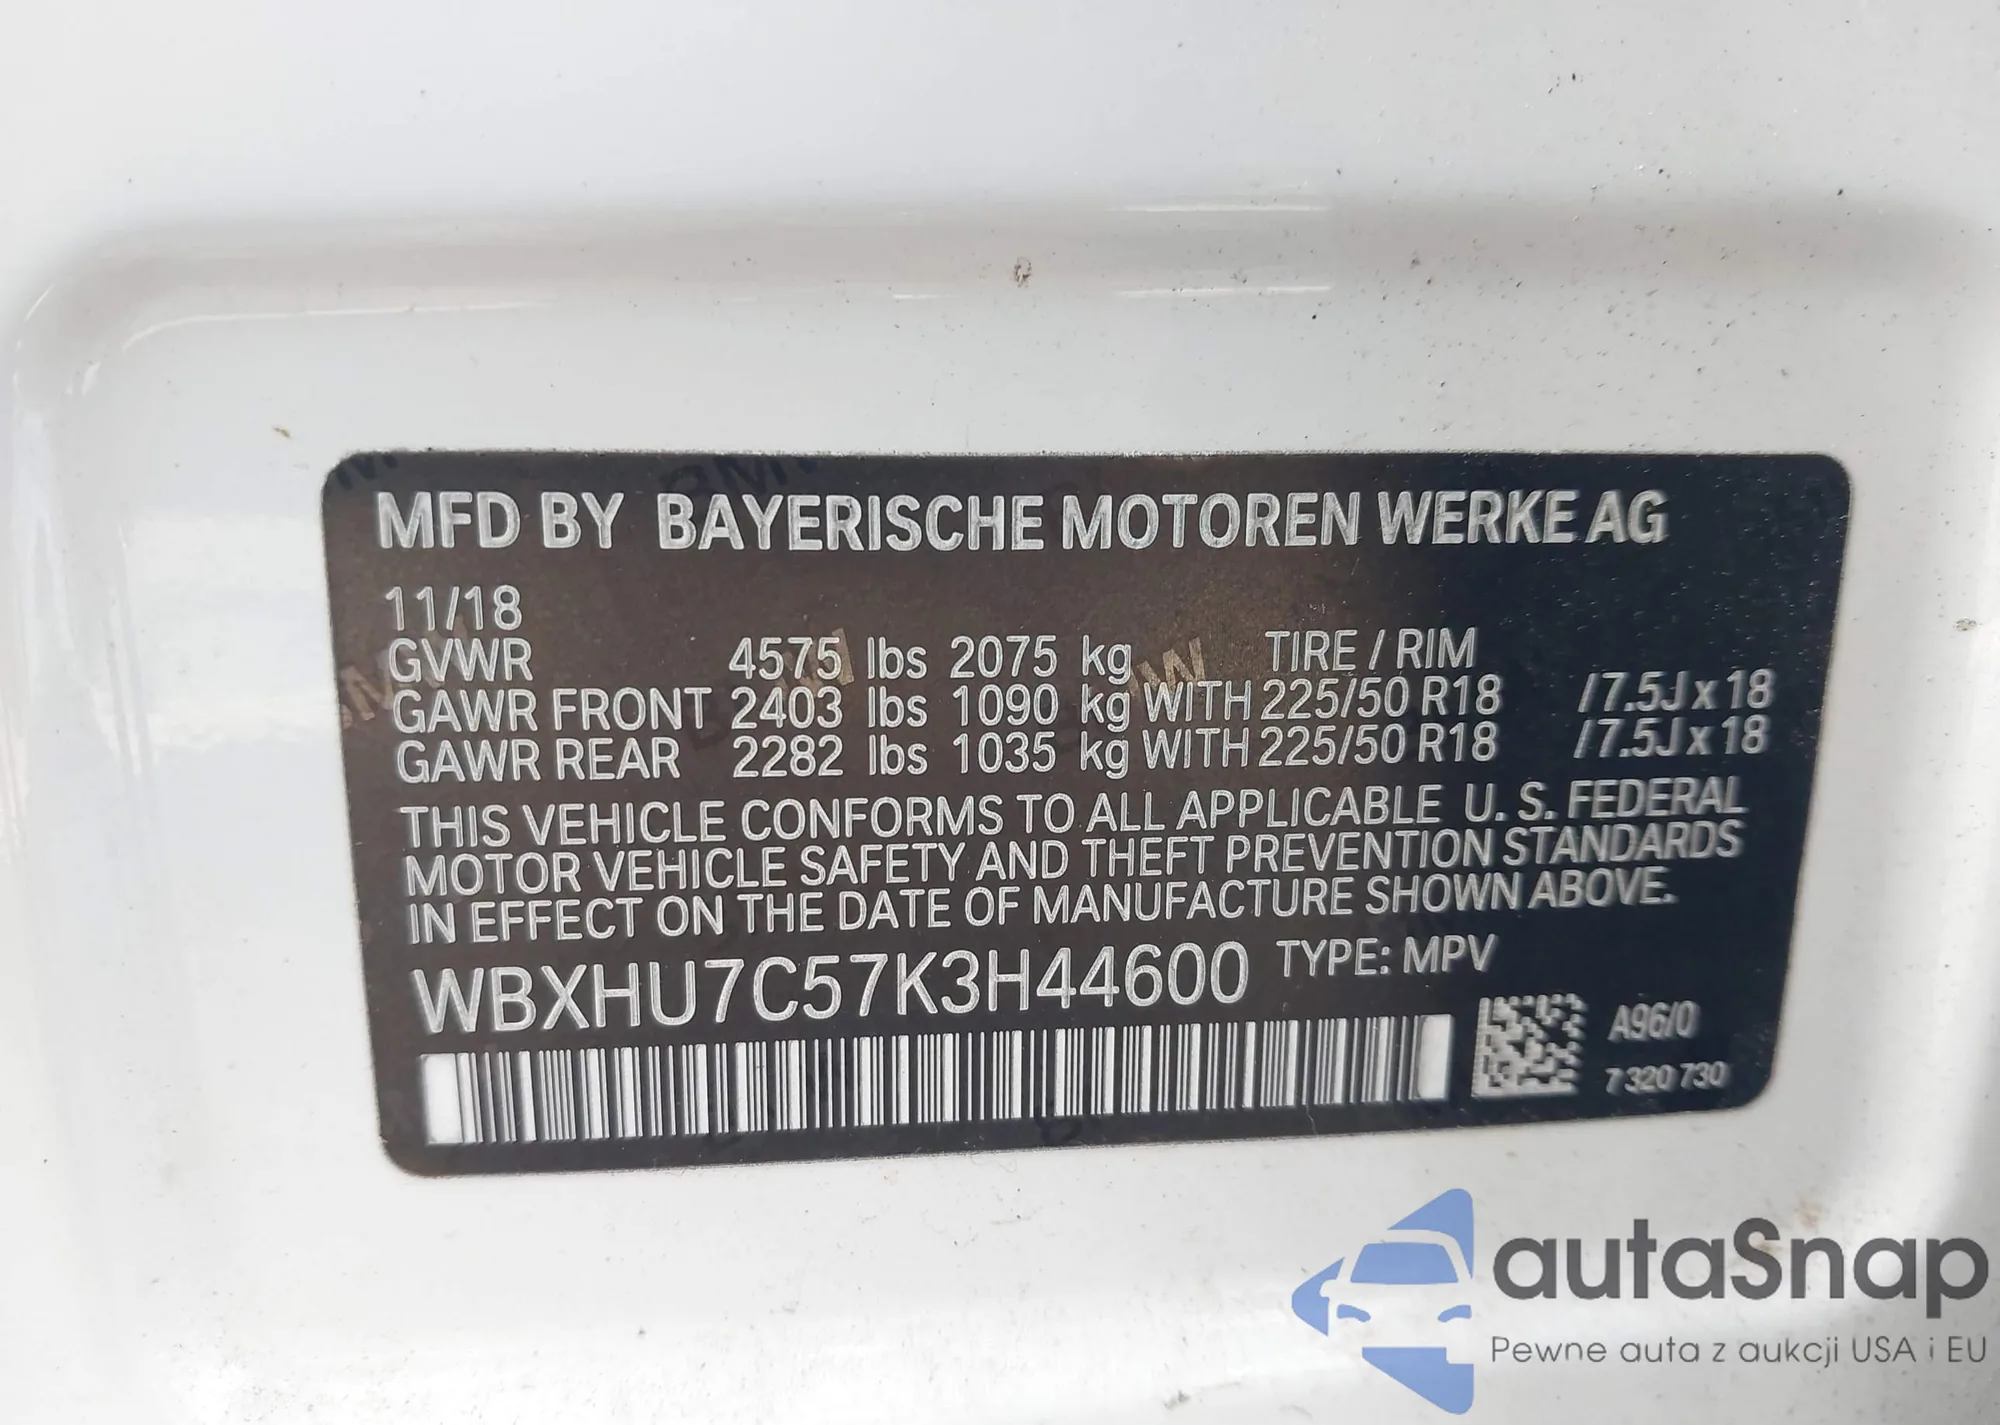 MFD BY BAYERISCHE MOTOREN WERKE AG
11/18
GVWR 4575 lbs 2075 kg TIRE / RIM
GAWR FRONT 2403 lbs 1090 kg WITH 225/50 R18 /7.5J x 18
GAWR REAR 2282 lbs 1035 kg WITH 225/50 R18 /7.5J x 18
THIS VEHICLE CONFORMS TO ALL APPLICABLE U. S. FEDERAL
MOTOR VEHICLE SAFETY AND THEFT PREVENTION STANDARDS
IN EFFECT ON THE DATE OF MANUFACTURE SHOWN ABOVE.
WBXHU7C57K3H44600 TYPE: MPV
A96/0
7 320 730
autaSnap
Pewne auta z aukcji USA i EU